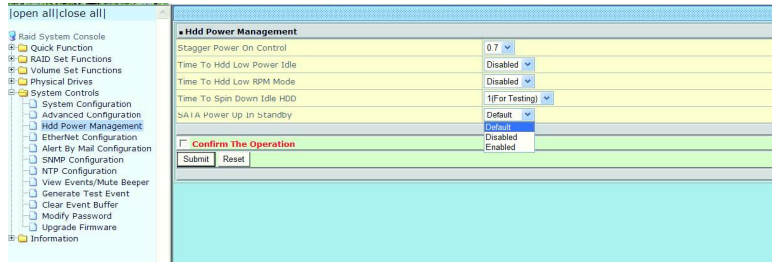 |open all|close all|
Raid System Console
Quick Function
RAID Set Functions
Volume Set Functions
Physical Drives
System Controls
System Configuration
Advanced Configuration
Hdd Power Management
EtherNet Configuration
Alert By Mail Configuration
SNMP Configuration
NTP Configuration
View Events/Mute Beeper
Generate Test Event
Clear Event Buffer
Modify Password
Upgrade Firmware
Information
Hdd Power Management
Stagger Power On Control 0.7
Time To Hdd Low Power Idle Disabled
Time To Hdd Low RPM Mode Disabled
Time To Spin Down Idle HDD 1(For Testing)
SATA Power Up In Standby Default
Default
Disabled
Enabled
Confirm The Operation
Submit Reset